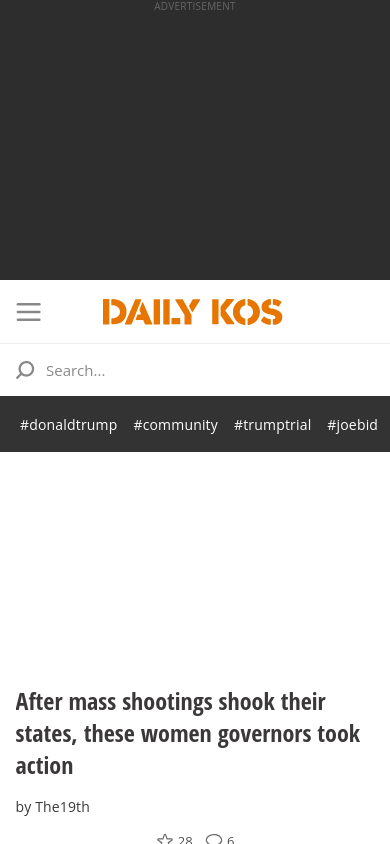 ADVERTISEMENT
DAILY KOS
Search...
#donaldtrump #community #trumptrial #joebid
After mass shootings shook their
states, these women governors took
action
by The19th
28 6